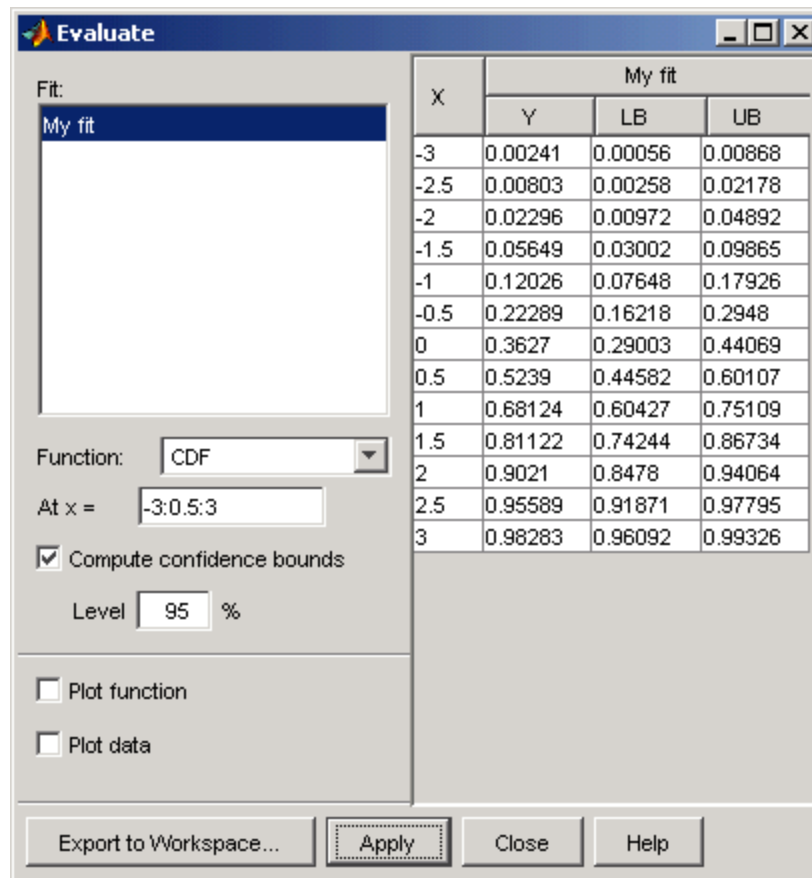 Evaluate
Fit:
My fit
Function: CDF
At x = -3:0.5:3
Compute confidence bounds
Level 95 %
Plot function
Plot data
X My fit
Y LB UB
-3 0.00241 0.00056 0.00868
-2.5 0.00803 0.00258 0.02178
-2 0.02296 0.00972 0.04892
-1.5 0.05649 0.03002 0.09865
-1 0.12026 0.07648 0.17926
-0.5 0.22289 0.16218 0.2948
0 0.3627 0.29003 0.44069
0.5 0.5239 0.44582 0.60107
1 0.68124 0.60427 0.75109
1.5 0.81122 0.74244 0.86734
2 0.9021 0.8478 0.94064
2.5 0.95589 0.91871 0.97795
3 0.98283 0.96092 0.99326
Export to Workspace... Apply Close Help